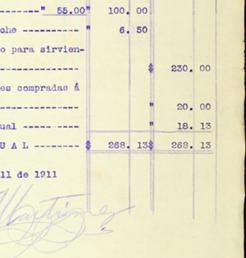 -------" 55.00" 100. 00
che ------- " 6. 50
o para sirvien-
----------- $ 230. 00
es compradas á
----------- " 20. 00
ual -------- " 18. 13
U A L ------$ 268. 13$ 268. 13
11 de 1911